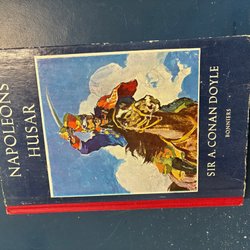 NAPOLEONS
HUSAR
SIR A. CONAN DOYLE
BONNIERS